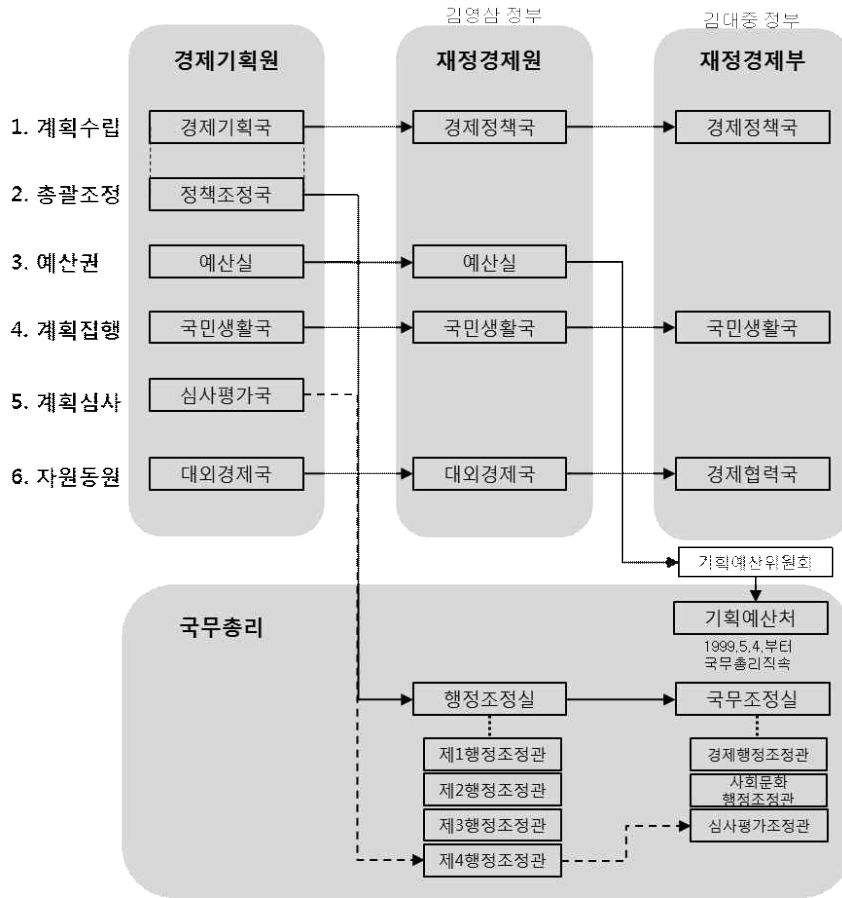 김영삼 정부
김대중 정부
경제기획원
재정경제원
재정경제부
1. 계획수립
경제기획국
경제정책국
경제정책국
2. 총괄조정
정책조정국
3. 예산권
예산실
예산실
4. 계획집행
국민생활국
국민생활국
국민생활국
5. 계획심사
심사평가국
6. 자원동원
대외경제국
대외경제국
경제협력국
기획예산위원회
국무총리
기획예산처
1999.5.4.부터
국무총리직속
행정조정실
국무조정실
제1행정조정관
경제행정조정관
제2행정조정관
사회문화
행정조정관
제3행정조정관
심사평가조정관
제4행정조정관